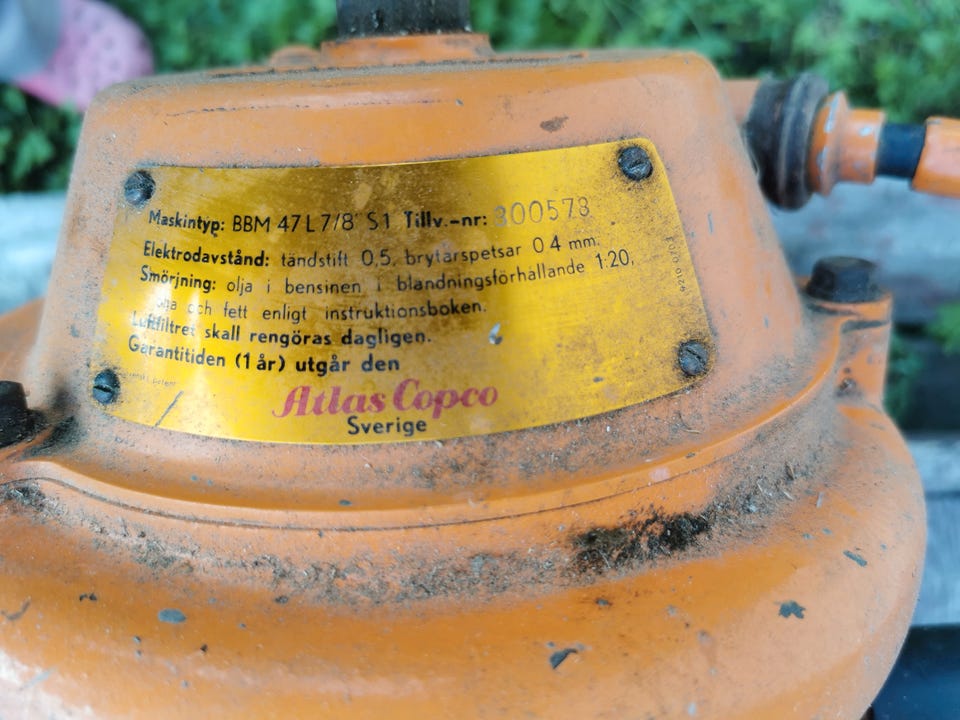 Maskintyp: BBM 47 L 7/8" S1 Tillv.-nr: 300573
Elektrodavstånd: tändstift 0,5, brytarspetsar 0 4 mm.
Smörjning: olja i bensinen i blandningsförhållande 1:20,
och fett enligt instruktionsboken.
Luftfiltret skall rengöras dagligen.
Garantitiden (1 år) utgår den
Svenskt patent
Atlas Copco
Sverige